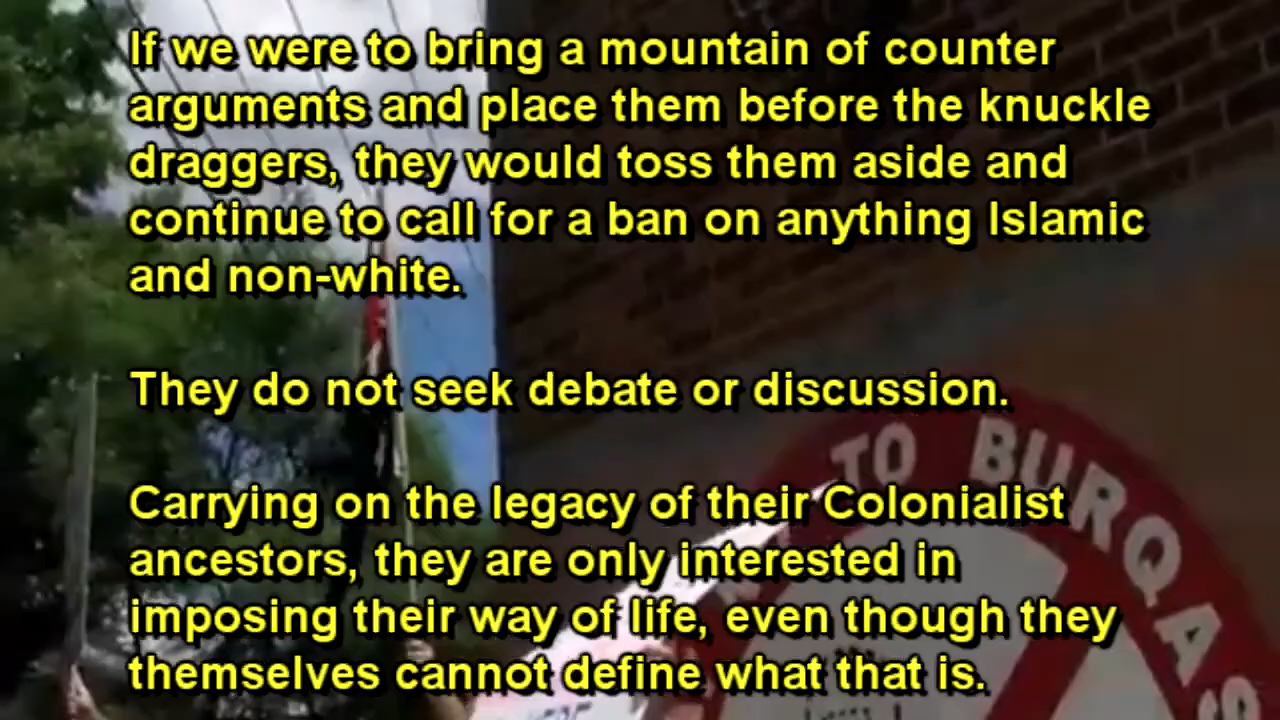 If we were to bring a mountain of counter
arguments and place them before the knuckle
draggers, they would toss them aside and
continue to call for a ban on anything Islamic
and non-white.
They do not seek debate or discussion.
Carrying on the legacy of their Colonialist
ancestors, they are only interested in
imposing their way of life, even though they
themselves cannot define what that is.
TO BURQAS